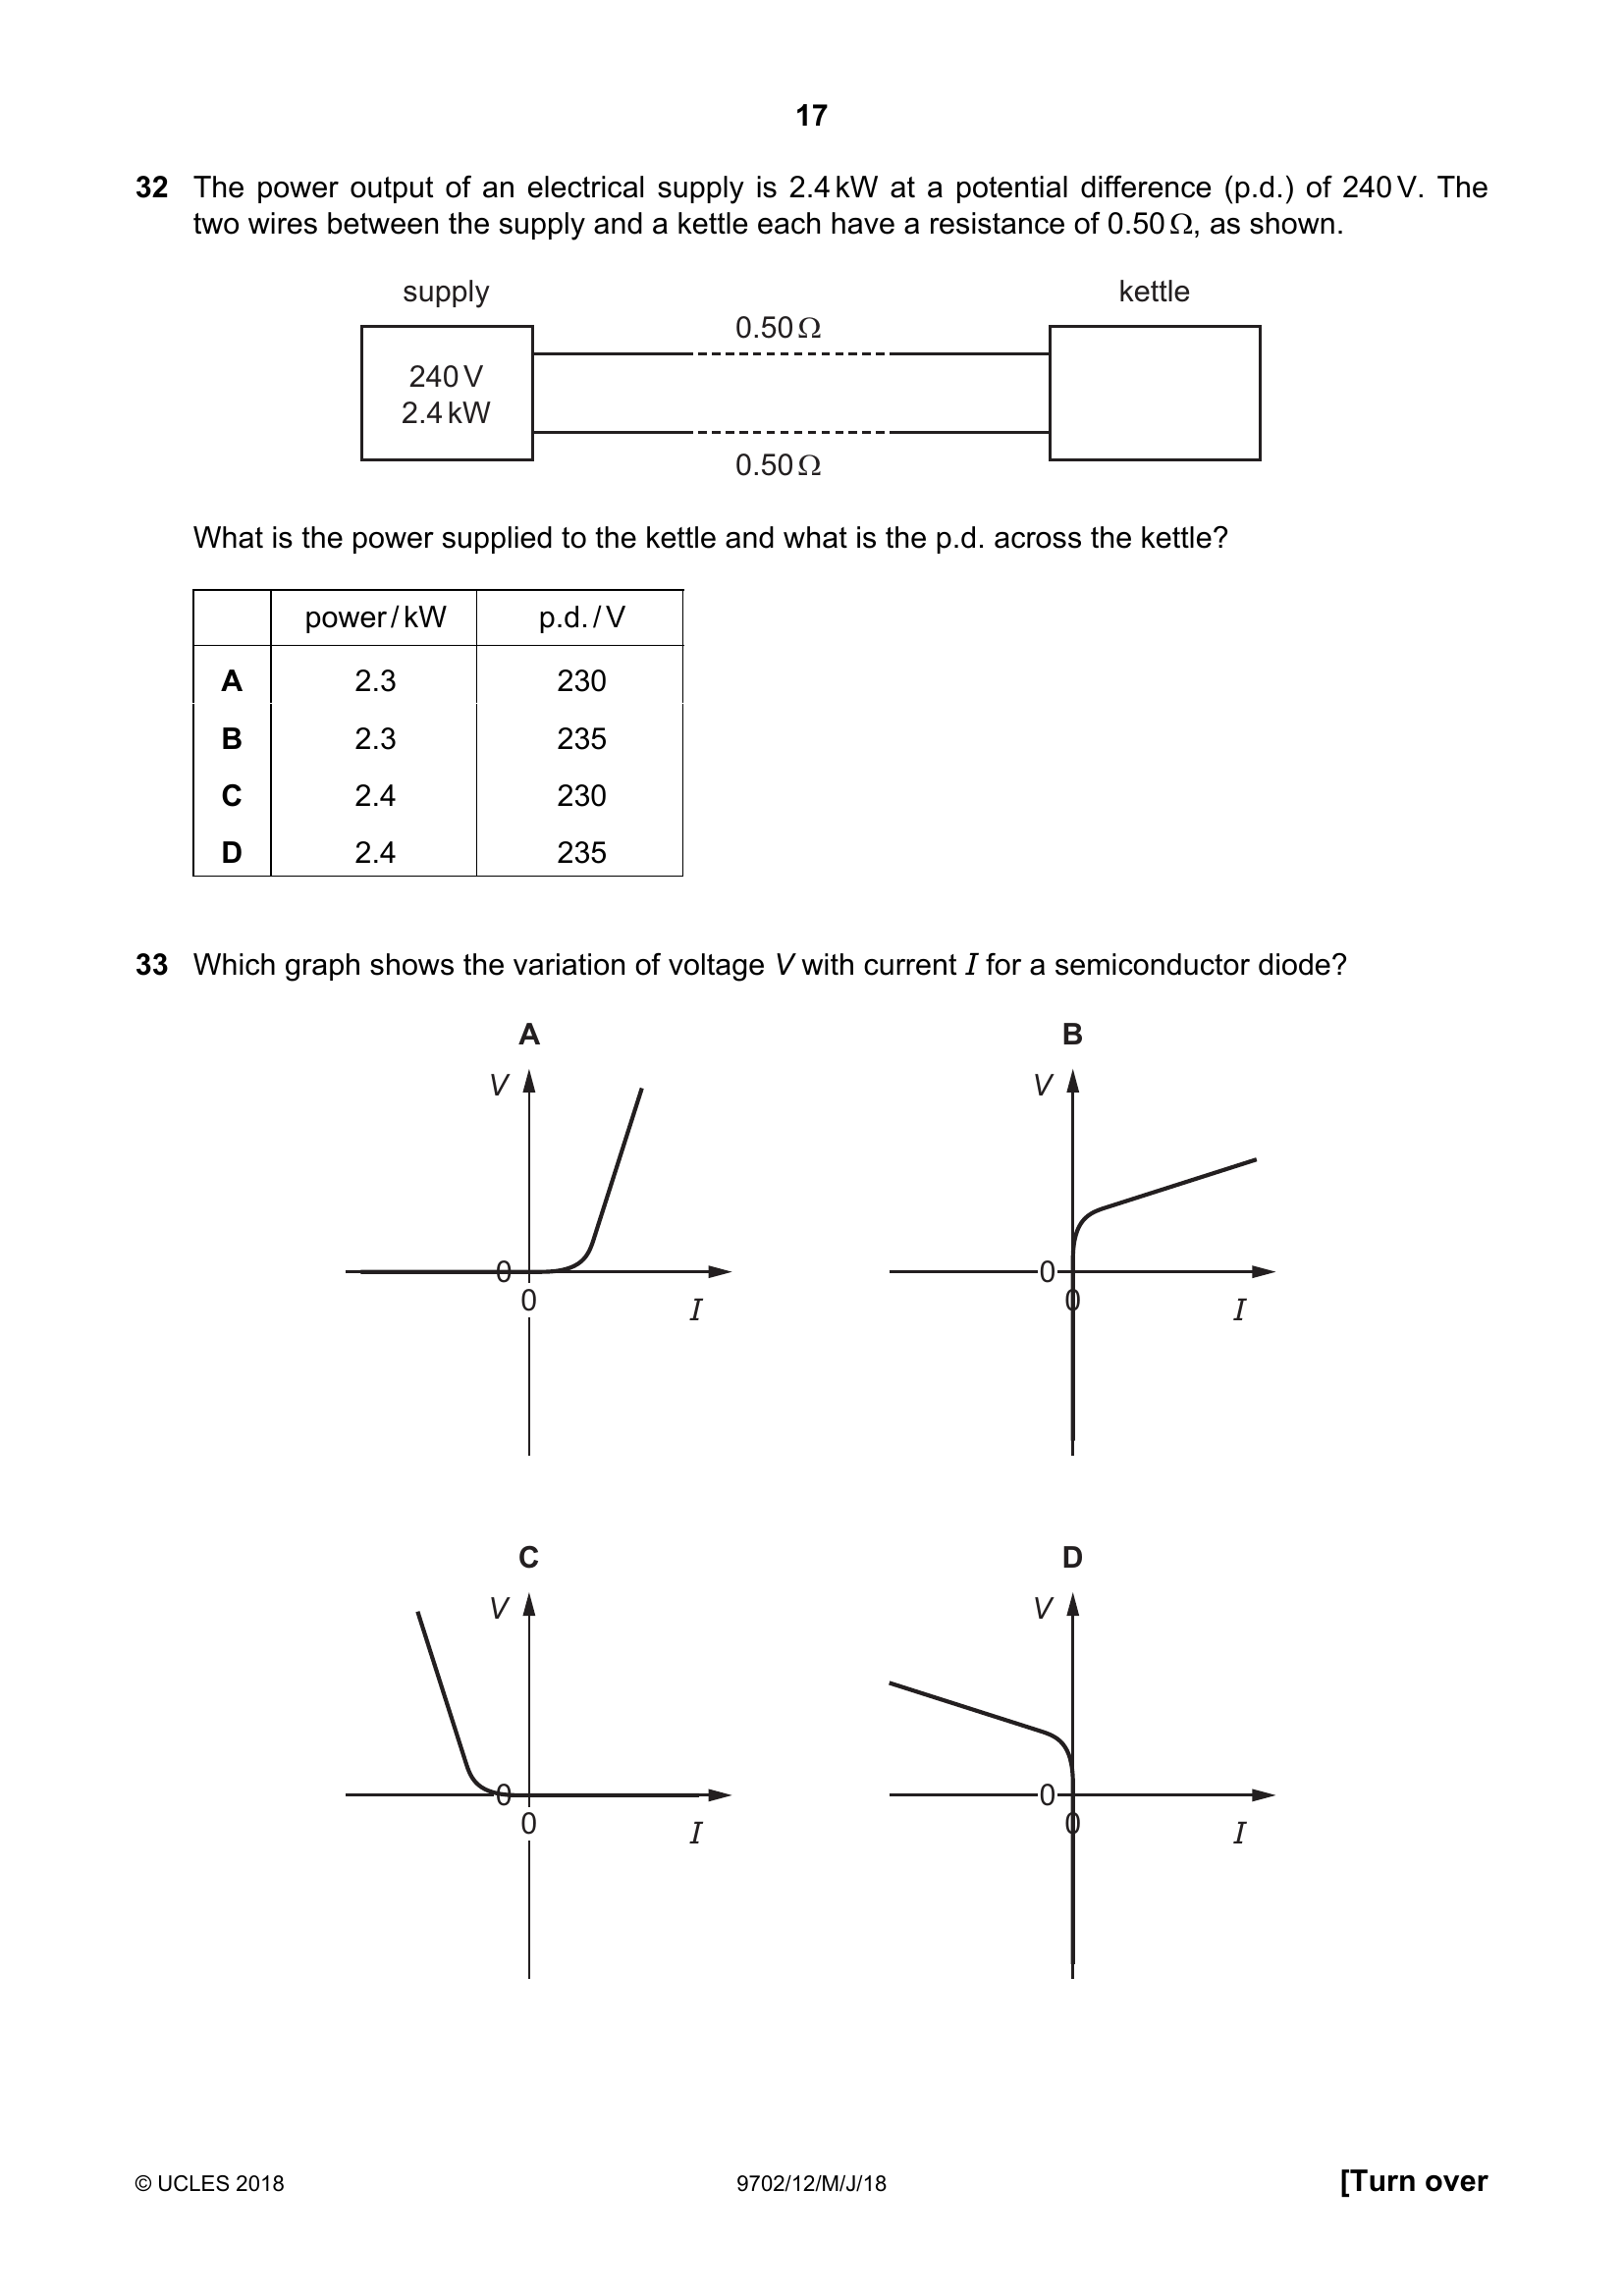 17
32 The power output of an electrical supply is 2.4 kW at a potential difference (p.d.) of 240 V. The
two wires between the supply and a kettle each have a resistance of 0.50 Ω, as shown.
supply kettle
0.50 Ω
240 V
2.4 kW
0.50 Ω
What is the power supplied to the kettle and what is the p.d. across the kettle?
power / kW p.d. / V
A 2.3 230
B 2.3 235
C 2.4 230
D 2.4 235
33 Which graph shows the variation of voltage V with current I for a semiconductor diode?
A B
V V
0 0
0 I 0 I
C D
V V
0 0
0 I 0 I
© UCLES 2018 9702/12/M/J/18 [Turn over